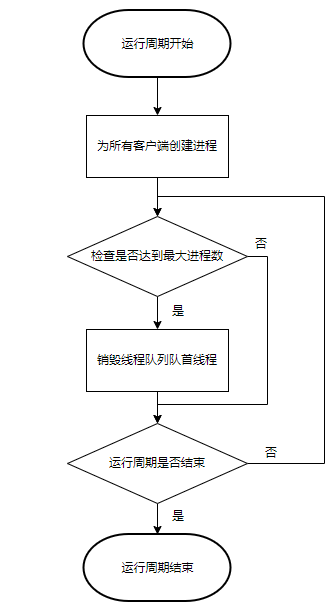 运行周期开始
为所有客户端创建进程
检查是否达到最大进程数
否
是
销毁线程队列队首线程
运行周期是否结束
否
是
运行周期结束